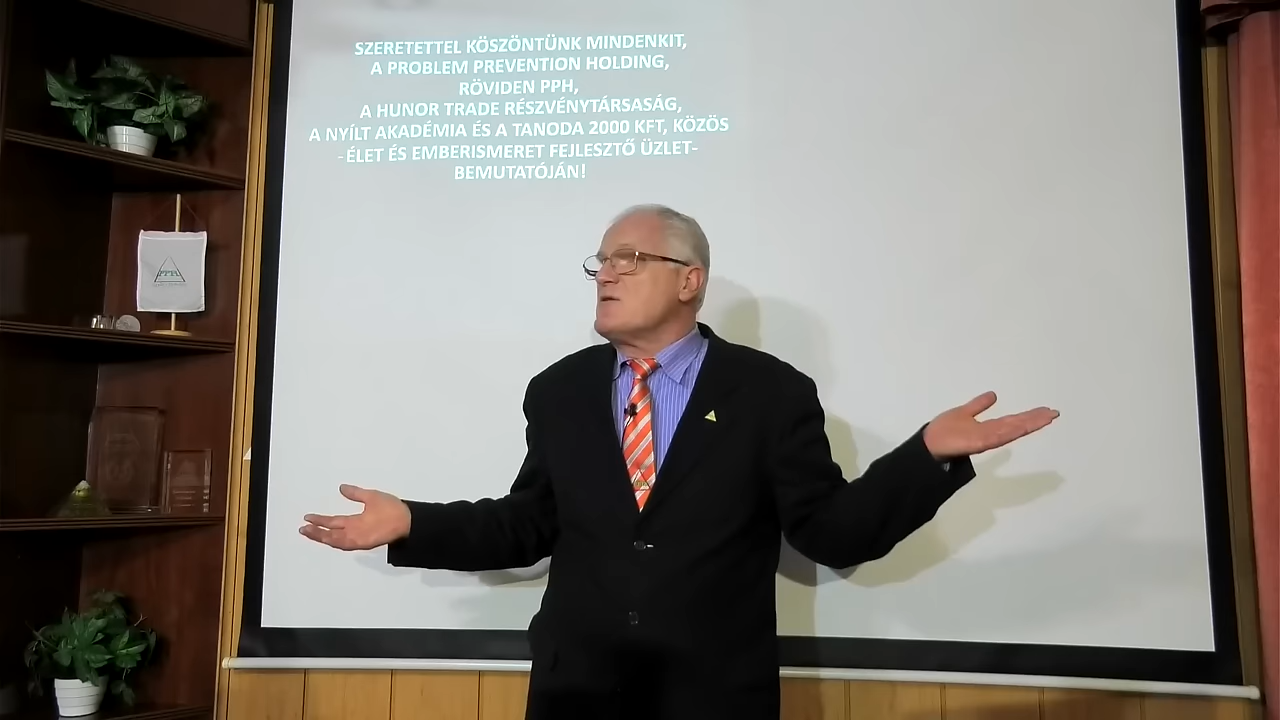 SZERETETTEL KÖSZÖNTÜNK MINDENKIT,
A PROBLEM PREVENTION HOLDING,
RÖVIDEN PPH,
A HUNOR TRADE RÉSZVÉNYTÁRSASÁG,
A NYÍLT AKADÉMIA ÉS A TANODA 2000 KFT, KÖZÖS
- ÉLET ÉS EMBERISMERET FEJLESZTŐ ÜZLET-
BEMUTATÓJÁN!